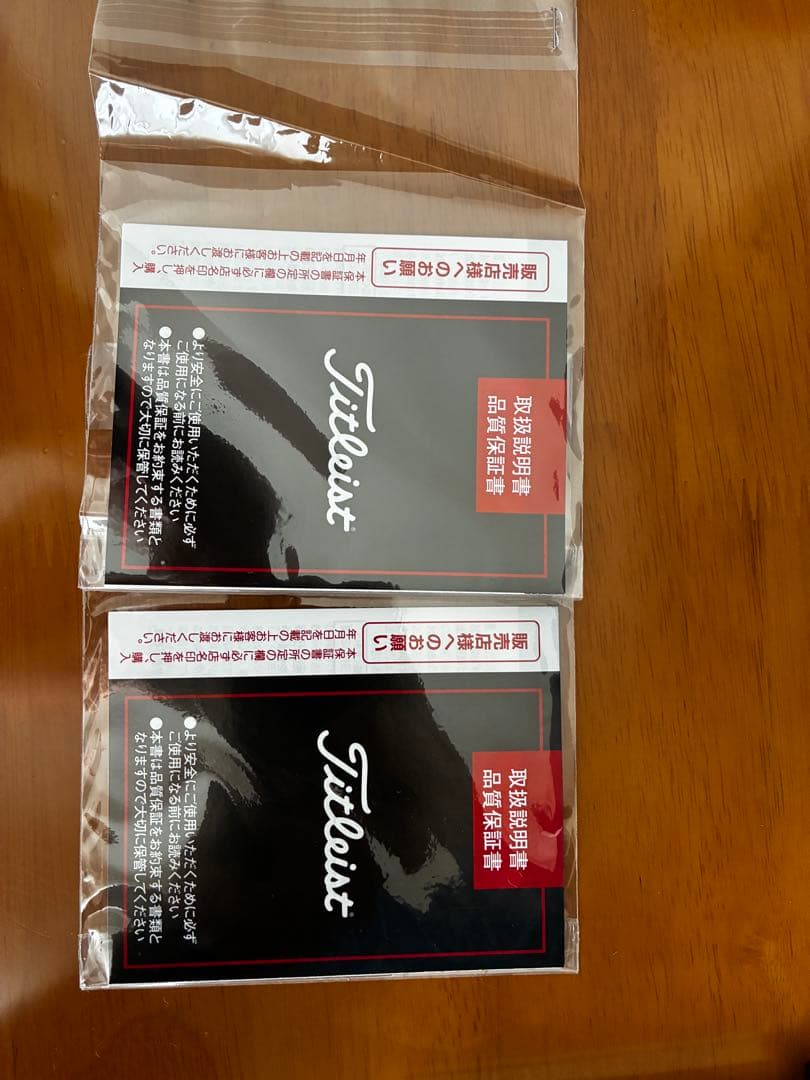 販売店様へのお願い
本保証書の所定の欄に必ず店名印を押し、購入
年月日を記載の上お客様にお渡しください。
取扱説明書
品質保証書
Titleist
●より安全にご使用いただくために必ず
ご使用になる前にお読みください
●本書は品質保証をお約束する書類と
なりますので大切に保管してください
販売店様へのお願い
本保証書の所定の欄に必ず店名印を押し、購入
年月日を記載の上お客様にお渡しください。
取扱説明書
品質保証書
Titleist
●より安全にご使用いただくために必ず
ご使用になる前にお読みください
●本書は品質保証をお約束する書類と
なりますので大切に保管してください